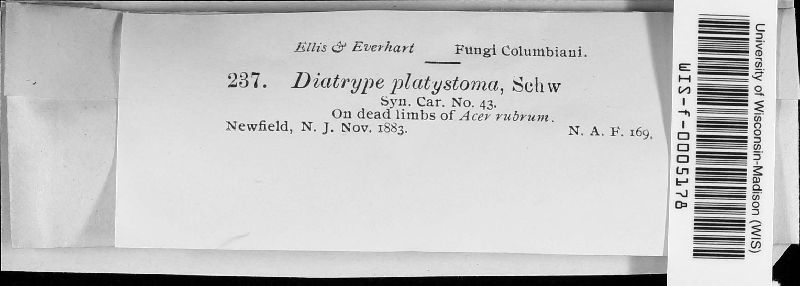 Ellis & Everhart Fungi Columbiani.
237. Diatrype platystoma, Schw
Syn. Car. No. 43.
On dead limbs of Acer rubrum.
Newfield, N. J. Nov. 1883. N. A. F. 169.
University of Wisconsin-Madison (WIS)
WIS-f-0005178